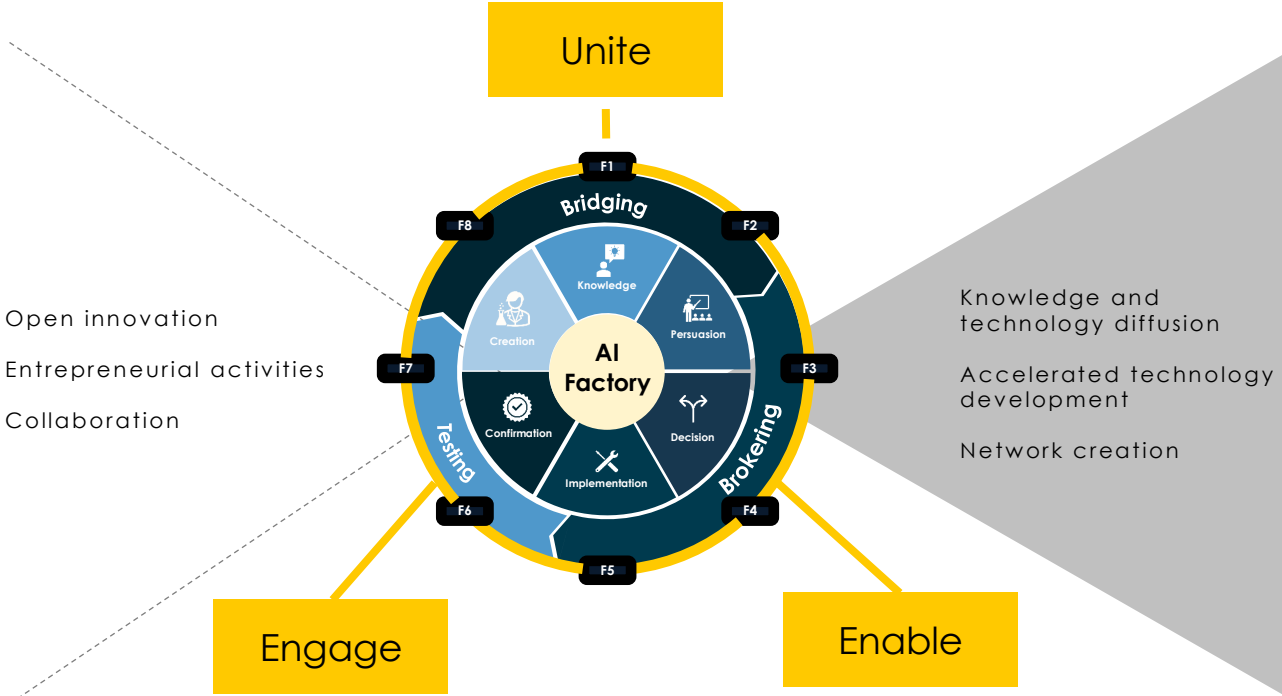 Unite
F1
Bridging
F8
F2
Knowledge
Creation
Persuasion
Open innovation
Entrepreneurial activities
Collaboration
F7
AI
Factory
F3
Knowledge and
technology diffusion
Accelerated technology
development
Network creation
Confirmation
Decision
Implementation
Testing
Brokering
F6
F4
F5
Engage
Enable